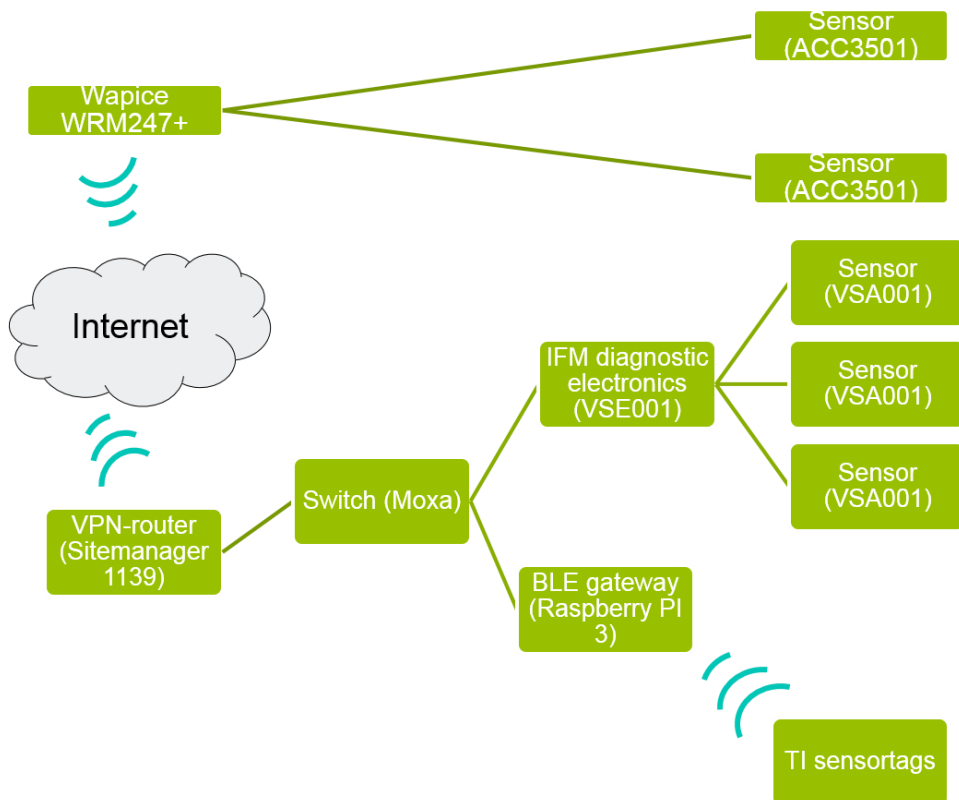 Sensor
(ACC3501)
Wapice
WRM247+
Sensor
(ACC3501)
Internet
Sensor
(VSA001)
IFM diagnostic
electronics
(VSE001)
Sensor
(VSA001)
Sensor
(VSA001)
Switch (Moxa)
VPN-router
(Sitemanager
1139)
BLE gateway
(Raspberry PI
3)
TI sensortags